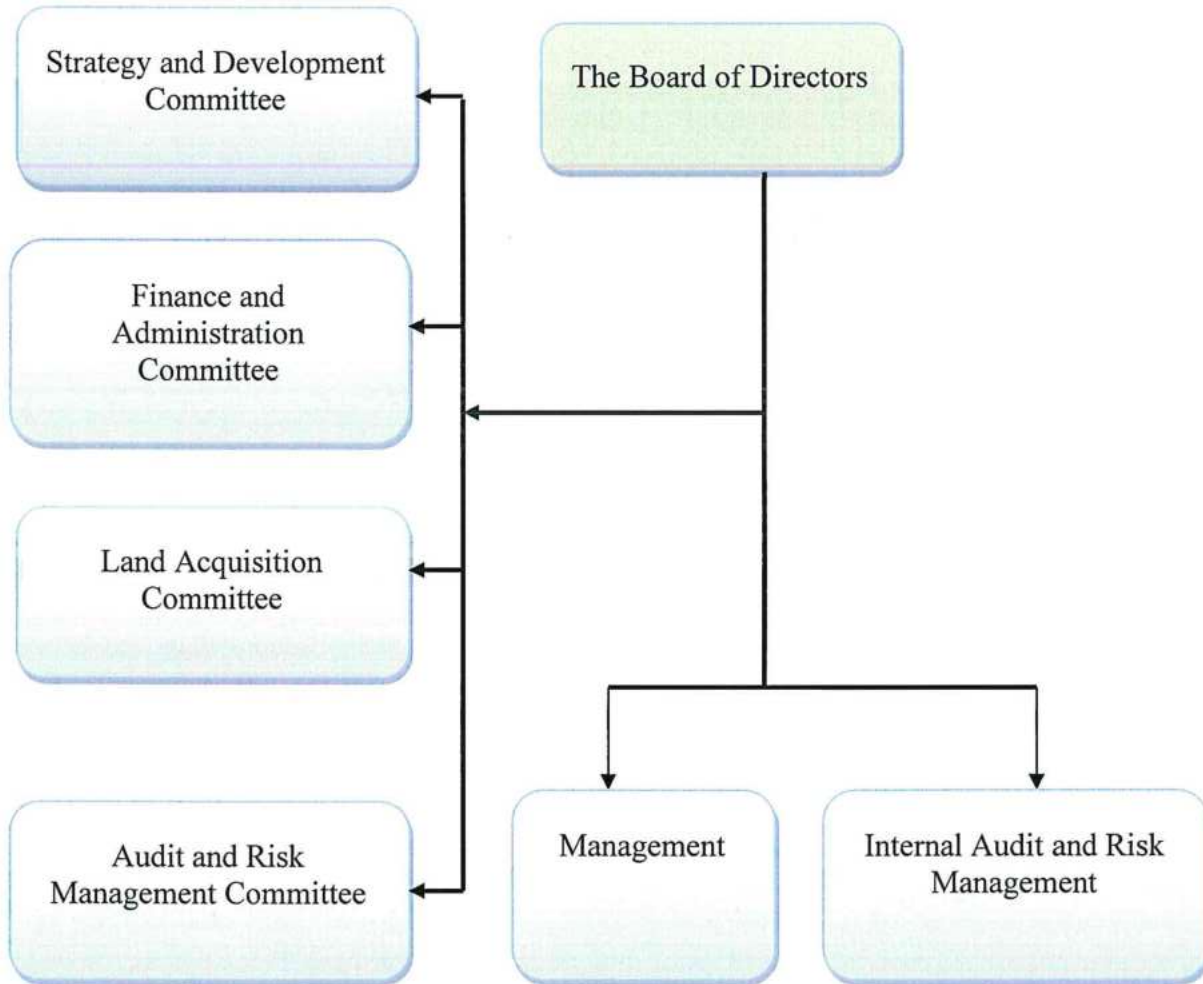 Strategy and Development
Committee
The Board of Directors
Finance and
Administration
Committee
Land Acquisition
Committee
Audit and Risk
Management Committee
Management
Internal Audit and Risk
Management